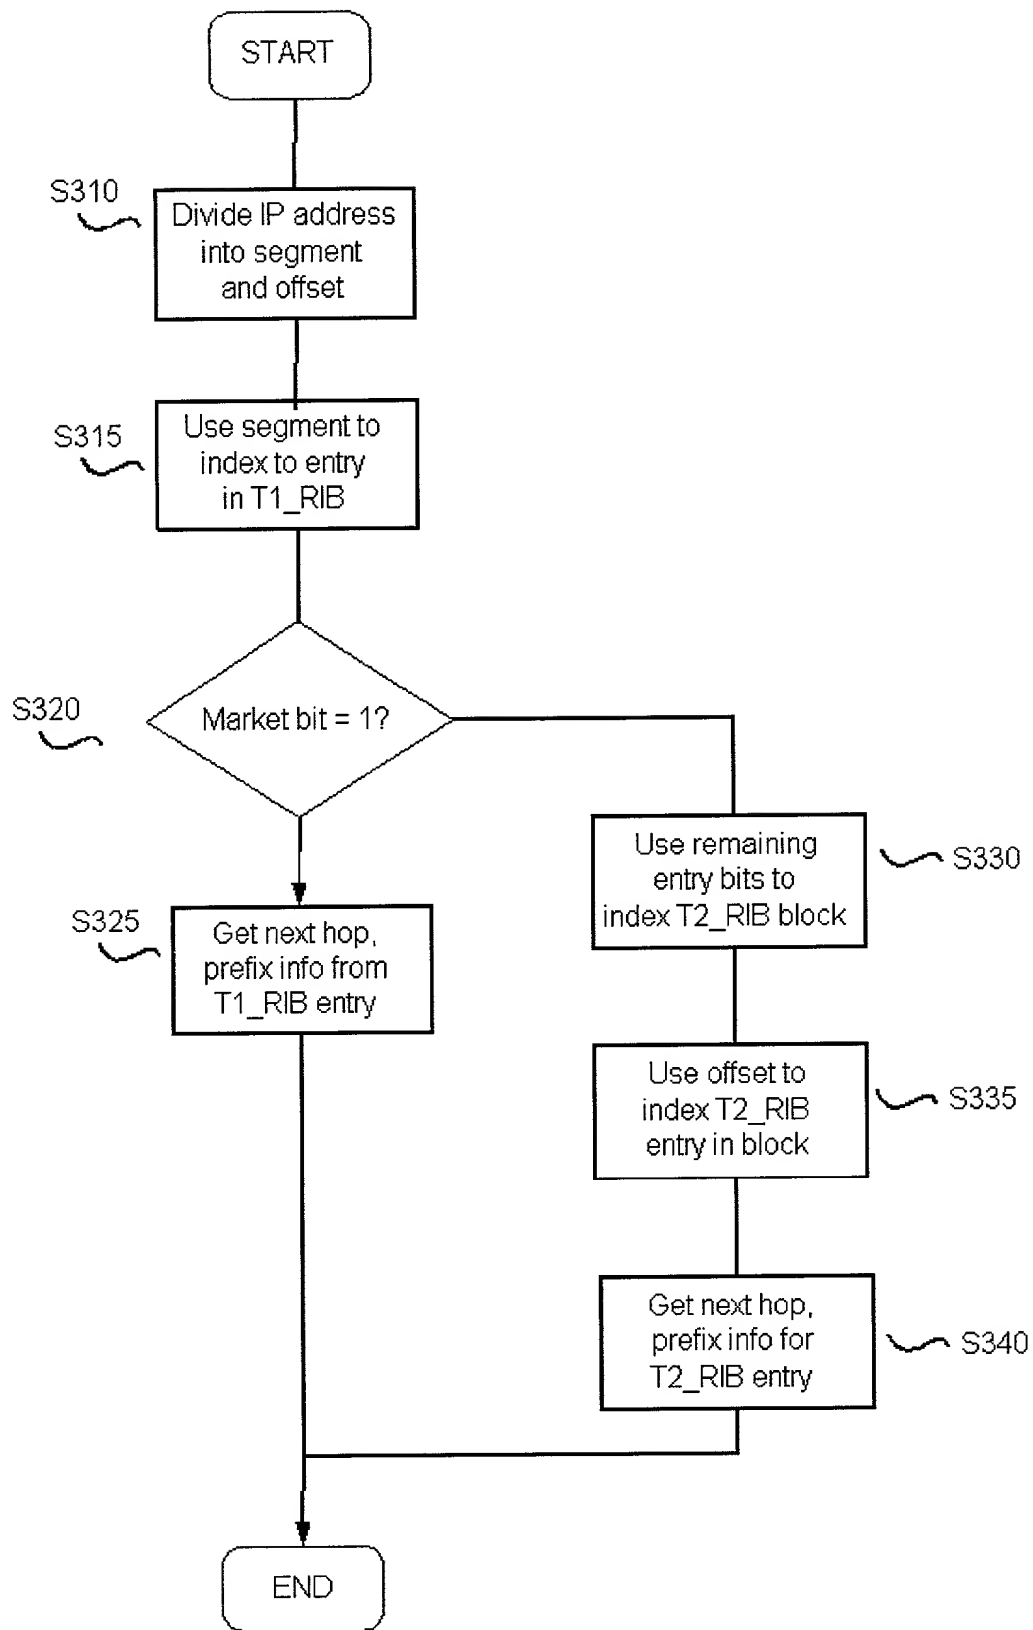 START
S310
Divide IP address
into segment
and offset
S315
Use segment to
index to entry
in T1_RIB
S320
Market bit = 1?
S325
Get next hop,
prefix info from
T1_RIB entry
Use remaining
entry bits to
index T2_RIB block
S330
Use offset to
index T2_RIB
entry in block
S335
Get next hop,
prefix info for
T2_RIB entry
S340
END